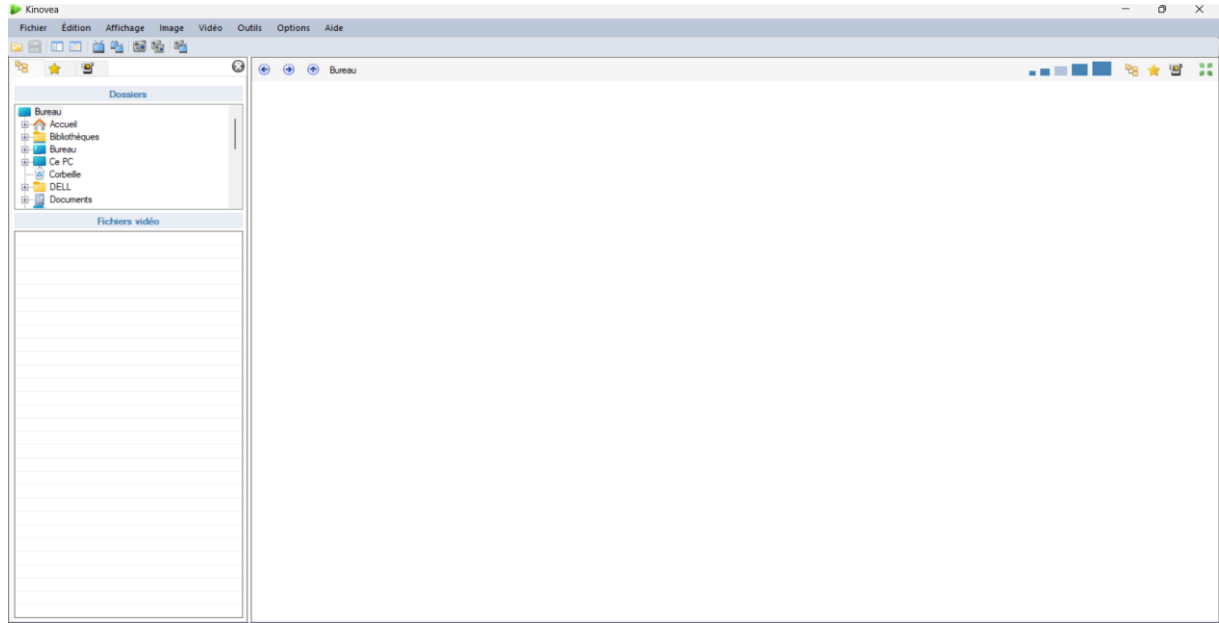 Kinovea
Fichier Édition Affichage Image Vidéo Outils Options Aide
Bureau
Dossiers
Bureau
Accueil
Bibliothèques
Bureau
Ce PC
Corbeille
DELL
Documents
Fichiers vidéo